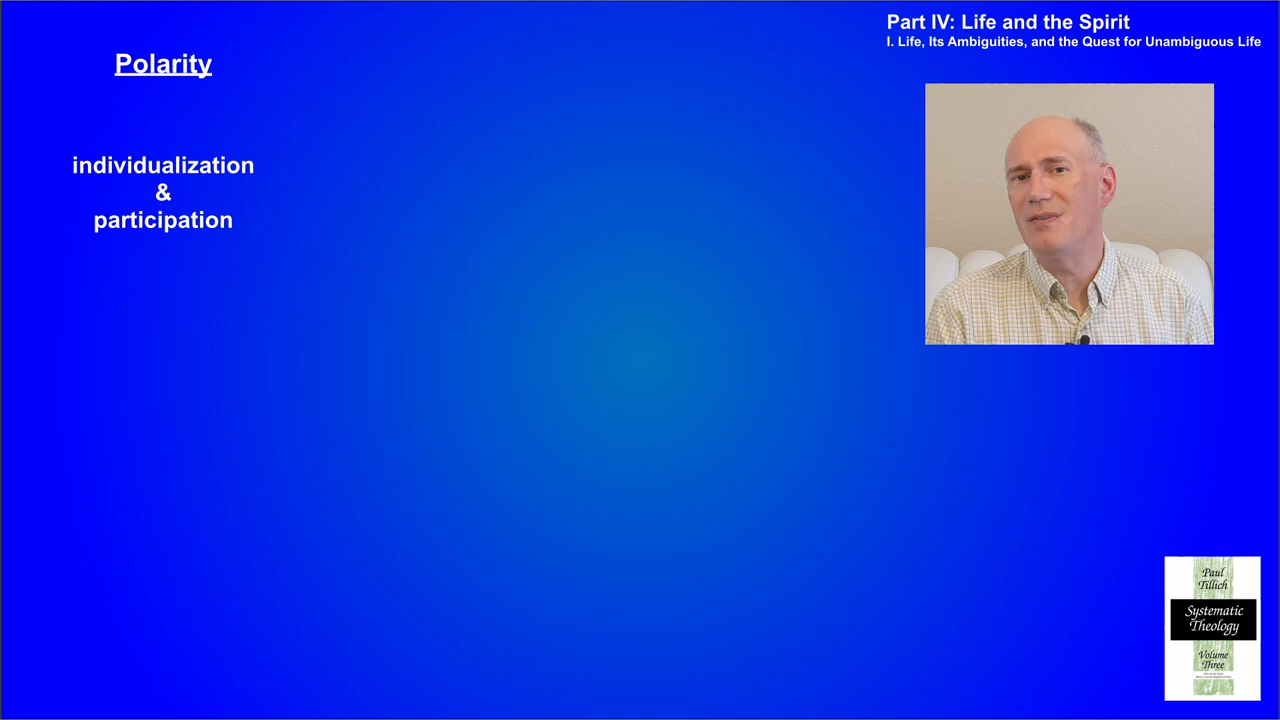 Part IV: Life and the Spirit
I. Life, Its Ambiguities, and the Quest for Unambiguous Life
Polarity
individualization
&
participation
Paul
Tillich
Systematic
Theology
Volume
Three